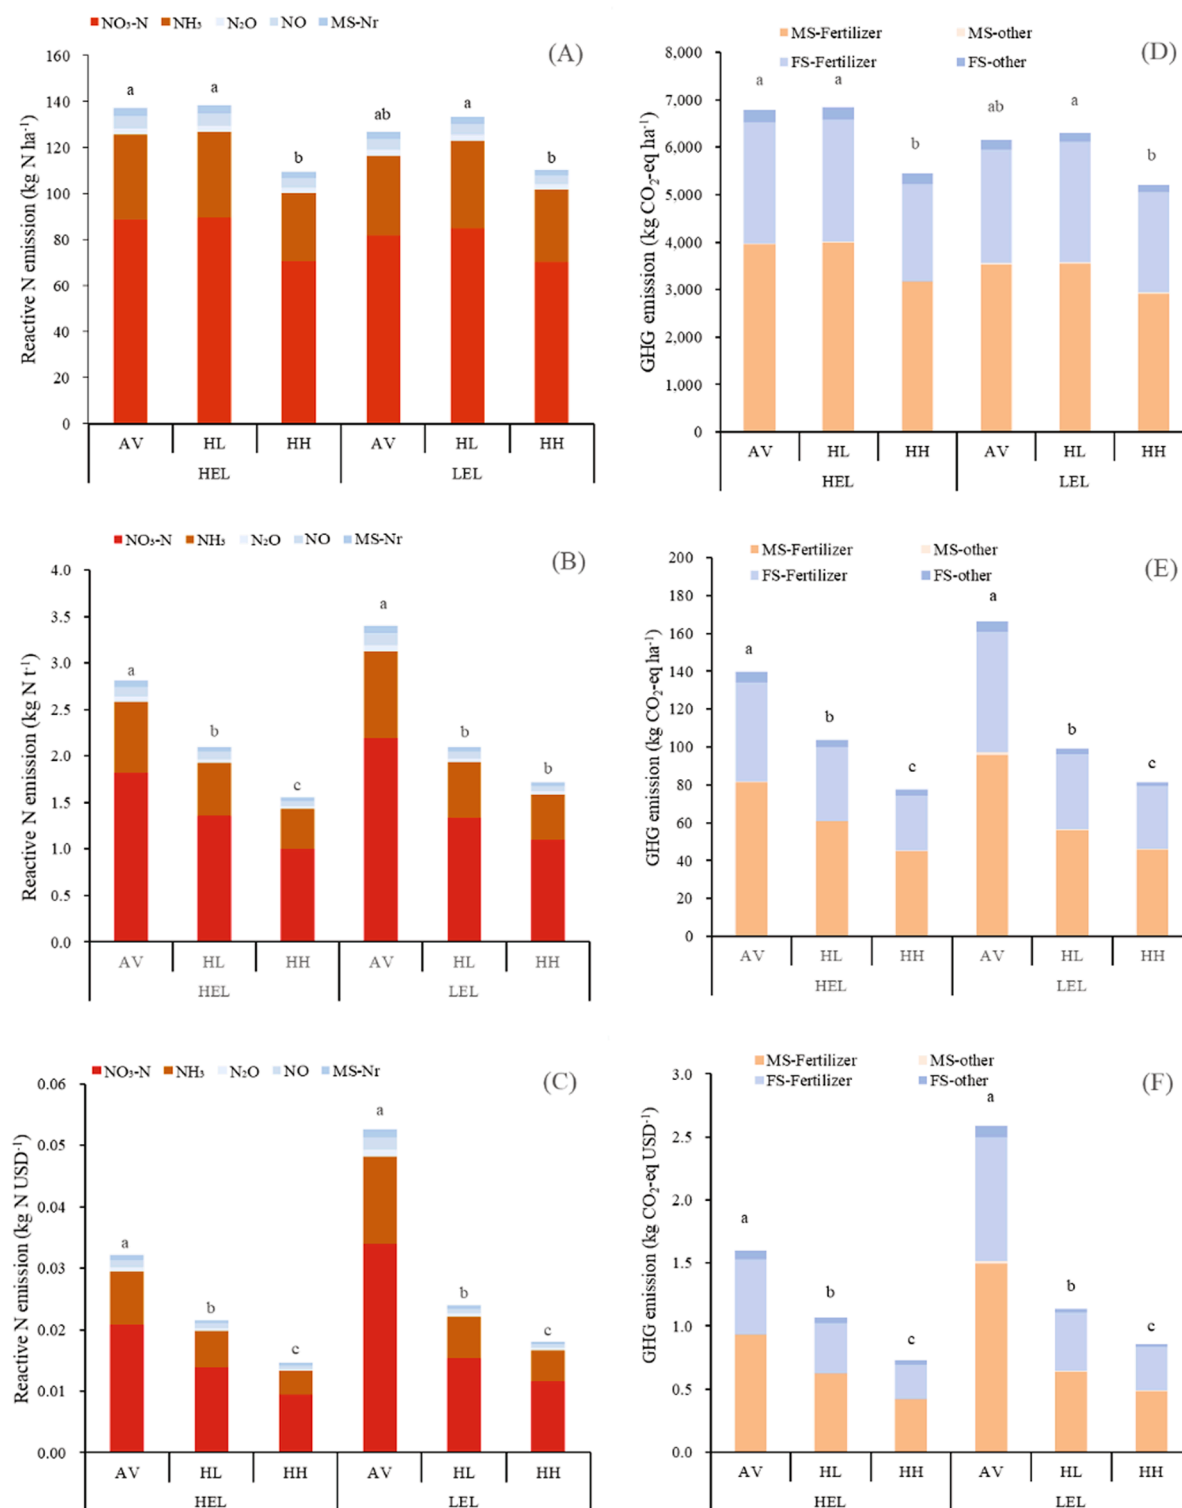 NO₃-N NH₃ N₂O NO MS-Nr
(A)
Reactive N emission (kg N ha⁻¹)
160
140
120
100
80
60
40
20
0
a a b ab a b
AV HL HH AV HL HH
HEL LEL
MS-Fertilizer MS-other
FS-Fertilizer FS-other
(D)
GHG emission (kg CO₂-eq ha⁻¹)
8,000
7,000
6,000
5,000
4,000
3,000
2,000
1,000
0
a a b ab a b
AV HL HH AV HL HH
HEL LEL
NO₃-N NH₃ N₂O NO MS-Nr
(B)
Reactive N emission (kg N t⁻¹)
4.0
3.5
3.0
2.5
2.0
1.5
1.0
0.5
0.0
a b c a b b
AV HL HH AV HL HH
HEL LEL
MS-Fertilizer MS-other
FS-Fertilizer FS-other
(E)
GHG emission (kg CO₂-eq ha⁻¹)
200
180
160
140
120
100
80
60
40
20
0
a b c a b c
AV HL HH AV HL HH
HEL LEL
NO₃-N NH₃ N₂O NO MS-Nr
(C)
Reactive N emission (kg N USD⁻¹)
0.06
0.05
0.04
0.03
0.02
0.01
0.00
a b c a b c
AV HL HH AV HL HH
HEL LEL
MS-Fertilizer MS-other
FS-Fertilizer FS-other
(F)
GHG emission (kg CO₂-eq USD⁻¹)
3.0
2.5
2.0
1.5
1.0
0.5
0.0
a b c a b c
AV HL HH AV HL HH
HEL LEL